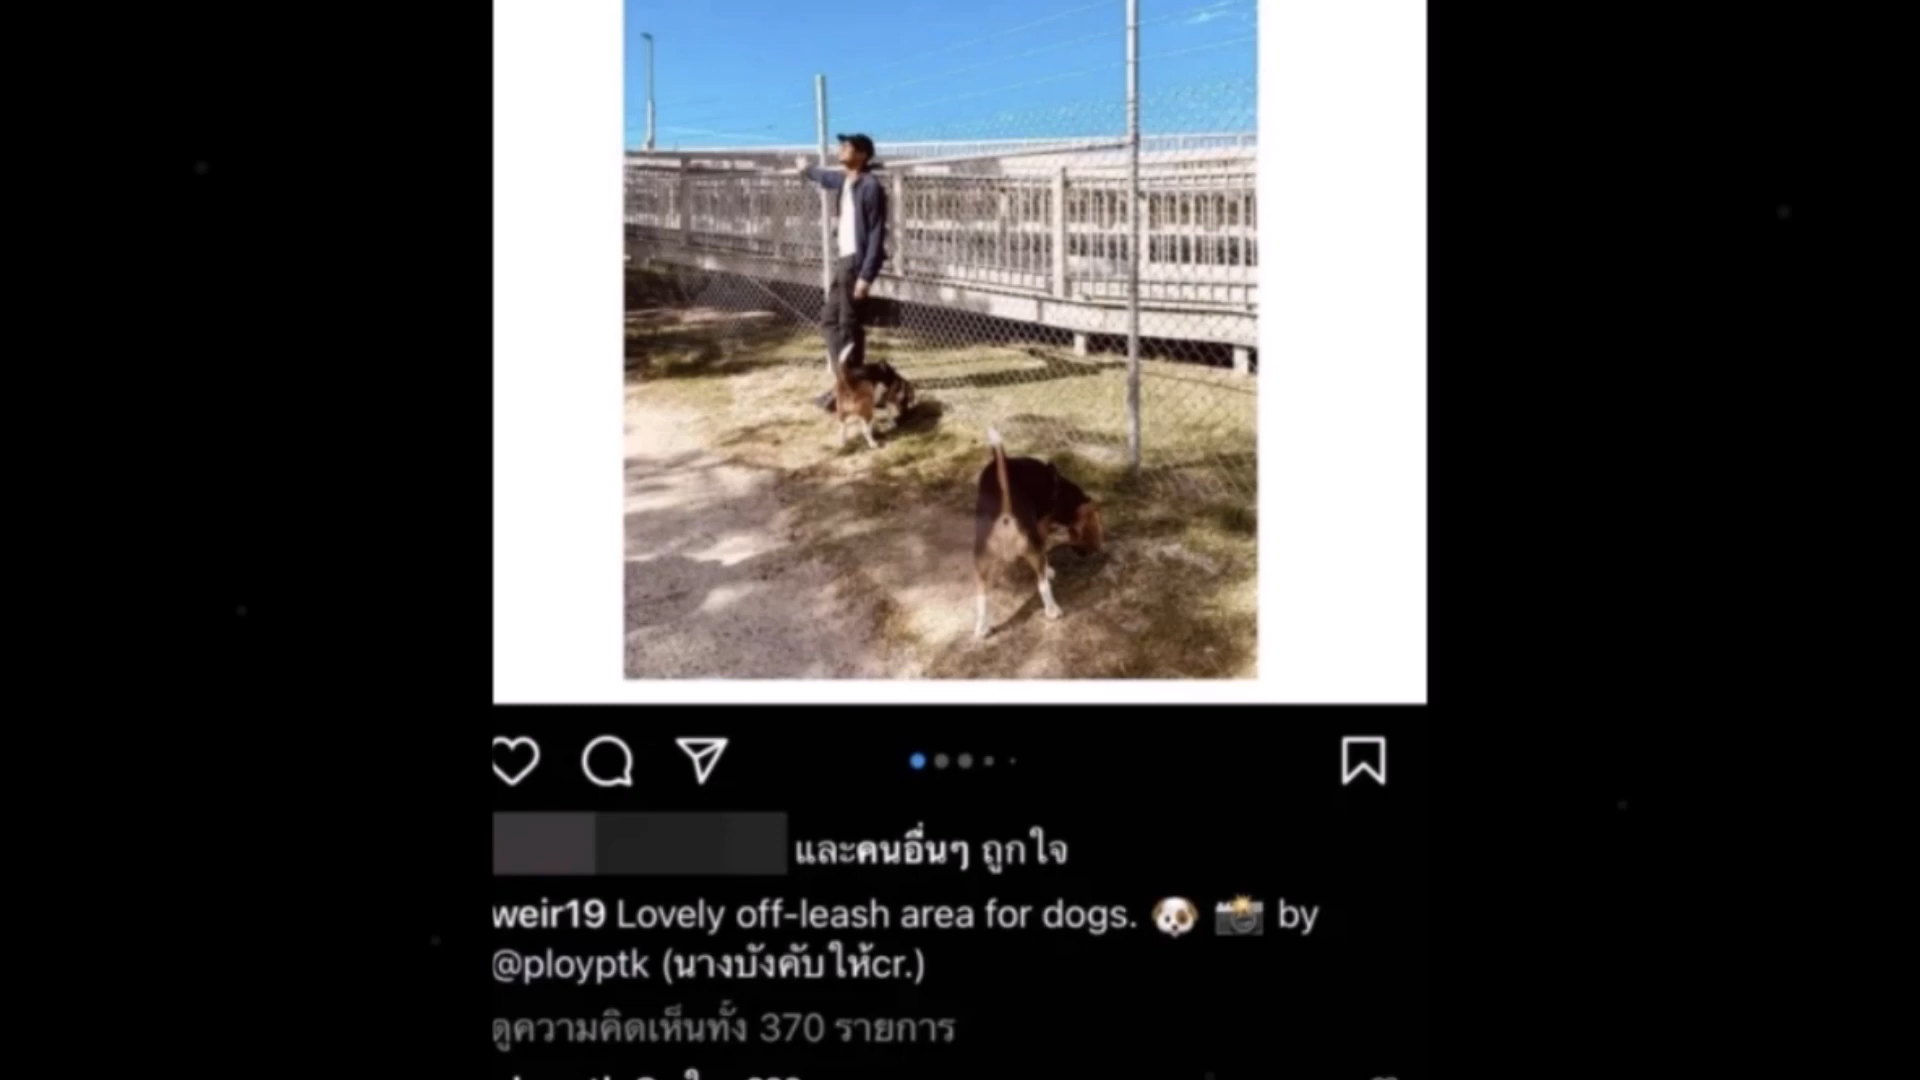 และคนอื่นๆ ถูกใจ
weir19 Lovely off-leash area for dogs. 🐶 📸 by
@ployptk (นางบังคับให้cr.)
ดูความคิดเห็นทั้ง 370 รายการ